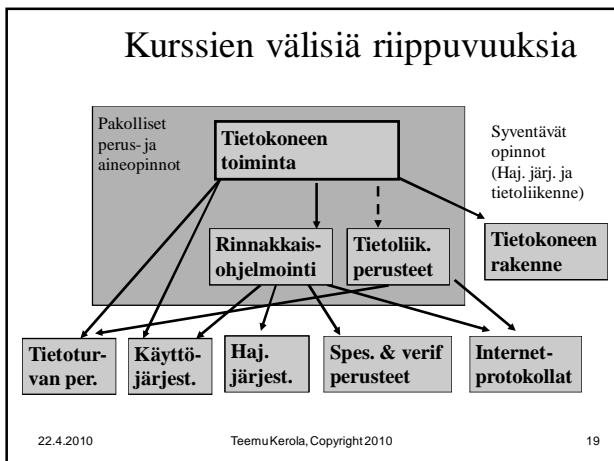 Kurssien välisiä riippuvuuksia
Pakolliset
perus- ja
aineopinnot
Tietokoneen
toiminta
Syventävät
opinnot
(Haj. järj. ja
tietoliikenne)
Rinnakkais-
ohjelmointi
Tietoliik.
perusteet
Tietokoneen
rakenne
Tietotur-
van per.
Käyttö-
järjest.
Haj.
järjest.
Spes. & verif
perusteet
Internet-
protokollat
22.4.2010
Teemu Kerola, Copyright 2010
19